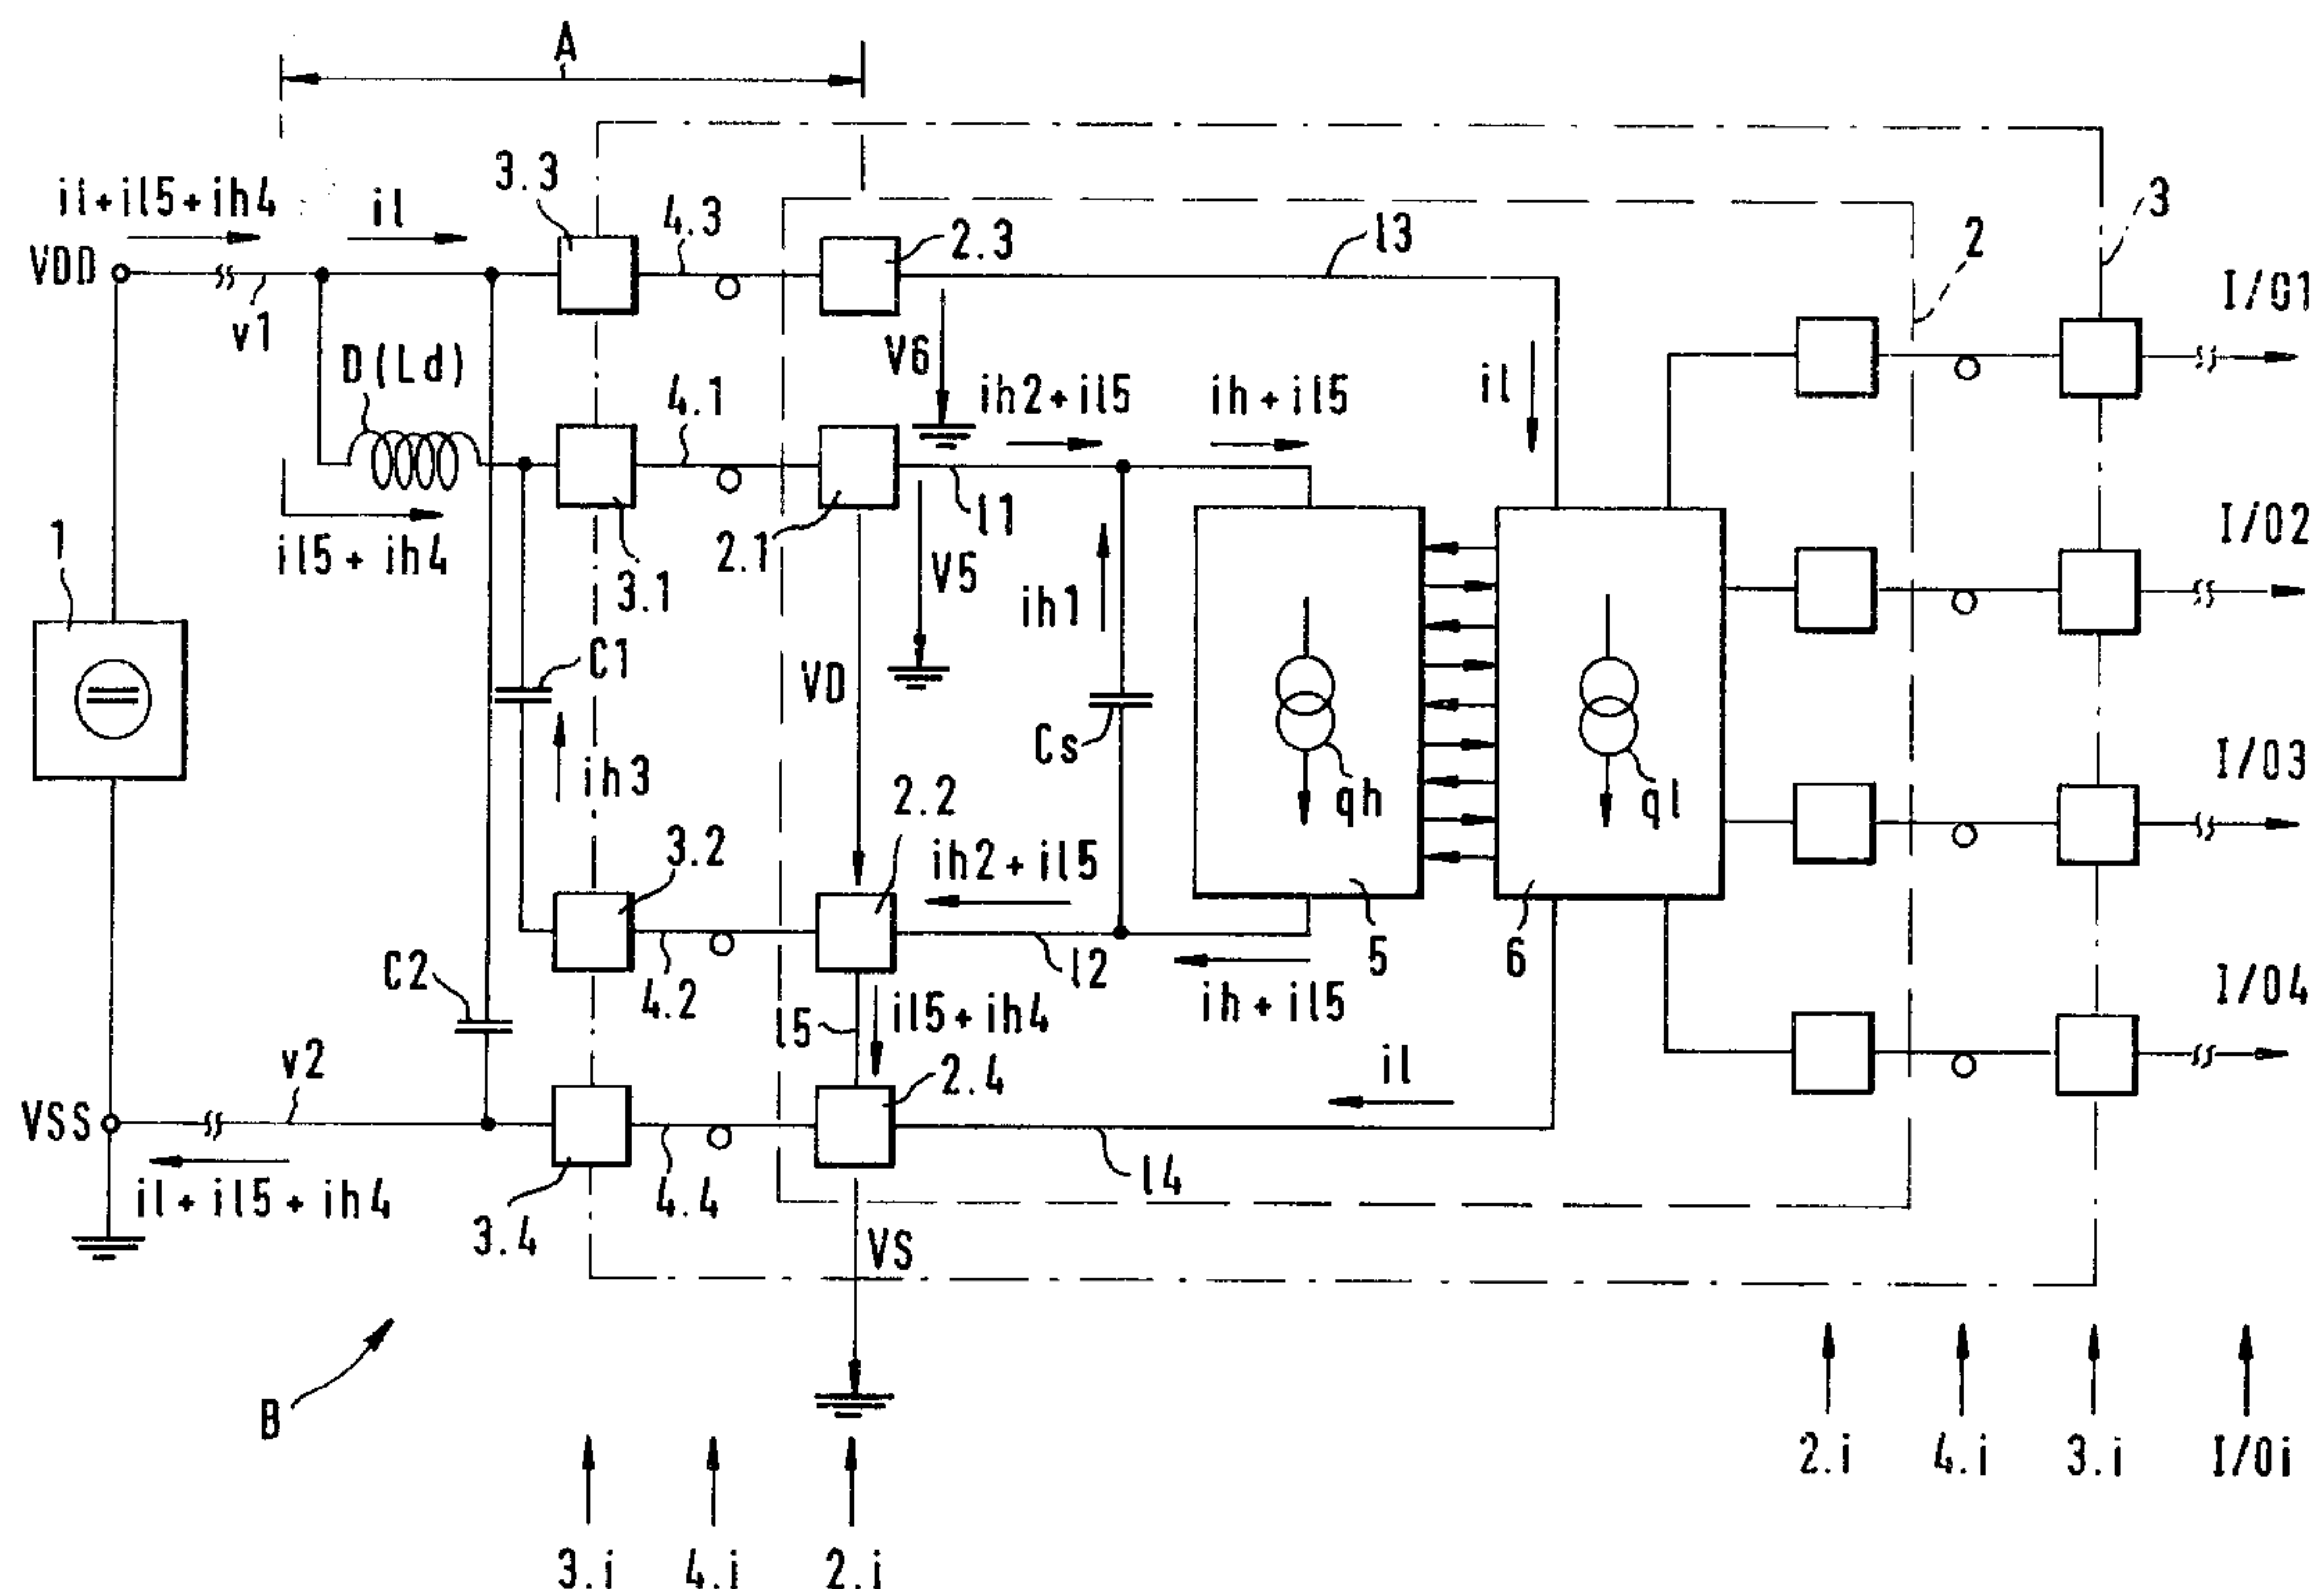 A
il+il5+ih4
il
3.3
4.3
2.3
l3
2
3
VDD
v1
D(Ld)
4.1
V6
ih2+il5
ih+il5
il
I/O1
1
il5+ih4
3.1
2.1
V5
l1
ih1
I/O2
C1
VD
Cs
ih3
qh
ql
I/O3
3.2
2.2
ih2+il5
5
6
C2
4.2
l5
il5+ih4
l2
ih+il5
I/O4
v2
2.4
il
VSS
il+il5+ih4
3.4
4.4
VS
l4
B
2.i
4.i
3.i
I/Oi
3.j
4.j
2.j